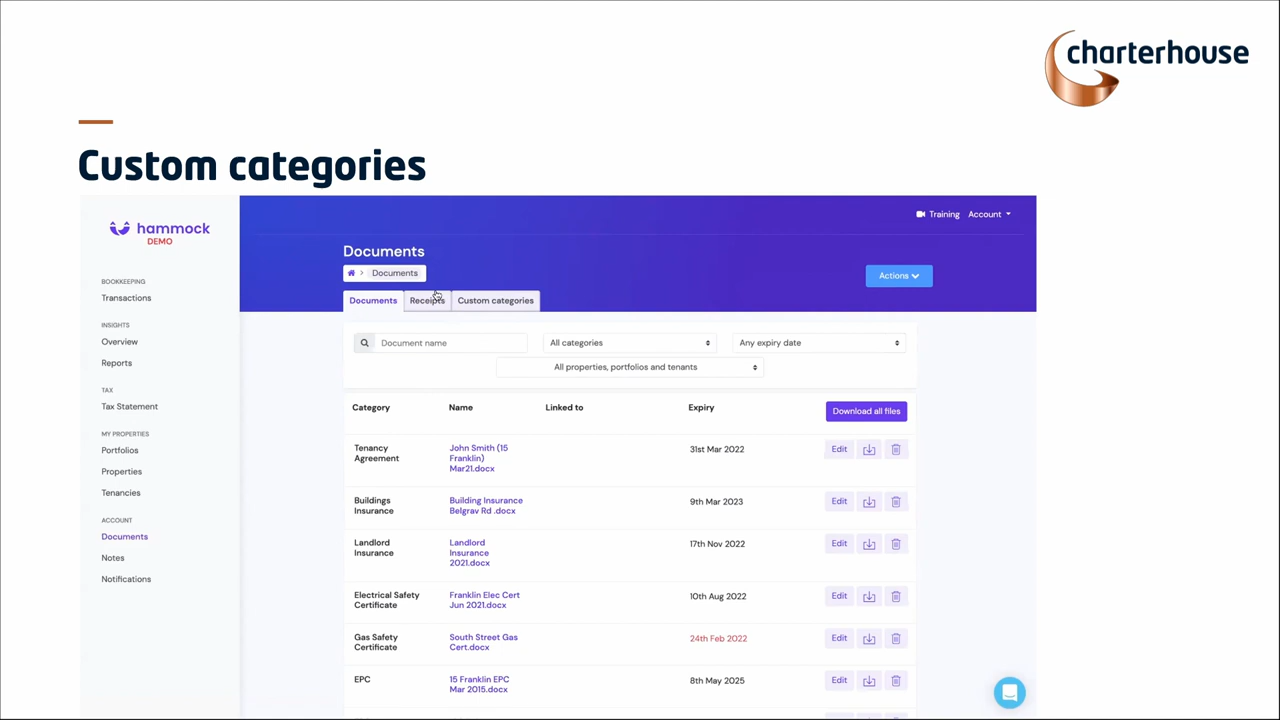 charterhouse
Custom categories
hammock
DEMO
BOOKKEEPING
Transactions
INSIGHTS
Overview
Reports
TAX
Tax Statement
MY PROPERTIES
Portfolios
Properties
Tenancies
ACCOUNT
Documents
Notes
Notifications
Training Account
Documents
Documents
Actions
Documents Receipts Custom categories
Document name All categories Any expiry date
All properties, portfolios and tenants
Category Name Linked to Expiry Download all files
Tenancy
Agreement
John Smith (15
Franklin)
Mar21.docx
31st Mar 2022
Edit
Buildings
Insurance
Building Insurance
Belgrav Rd .docx
9th Mar 2023
Edit
Landlord
Insurance
Landlord
Insurance
2021.docx
17th Nov 2022
Edit
Electrical Safety
Certificate
Franklin Elec Cert
Jun 2021.docx
10th Aug 2022
Edit
Gas Safety
Certificate
South Street Gas
Cert.docx
24th Feb 2022
Edit
EPC
15 Franklin EPC
Mar 2015.docx
8th May 2025
Edit